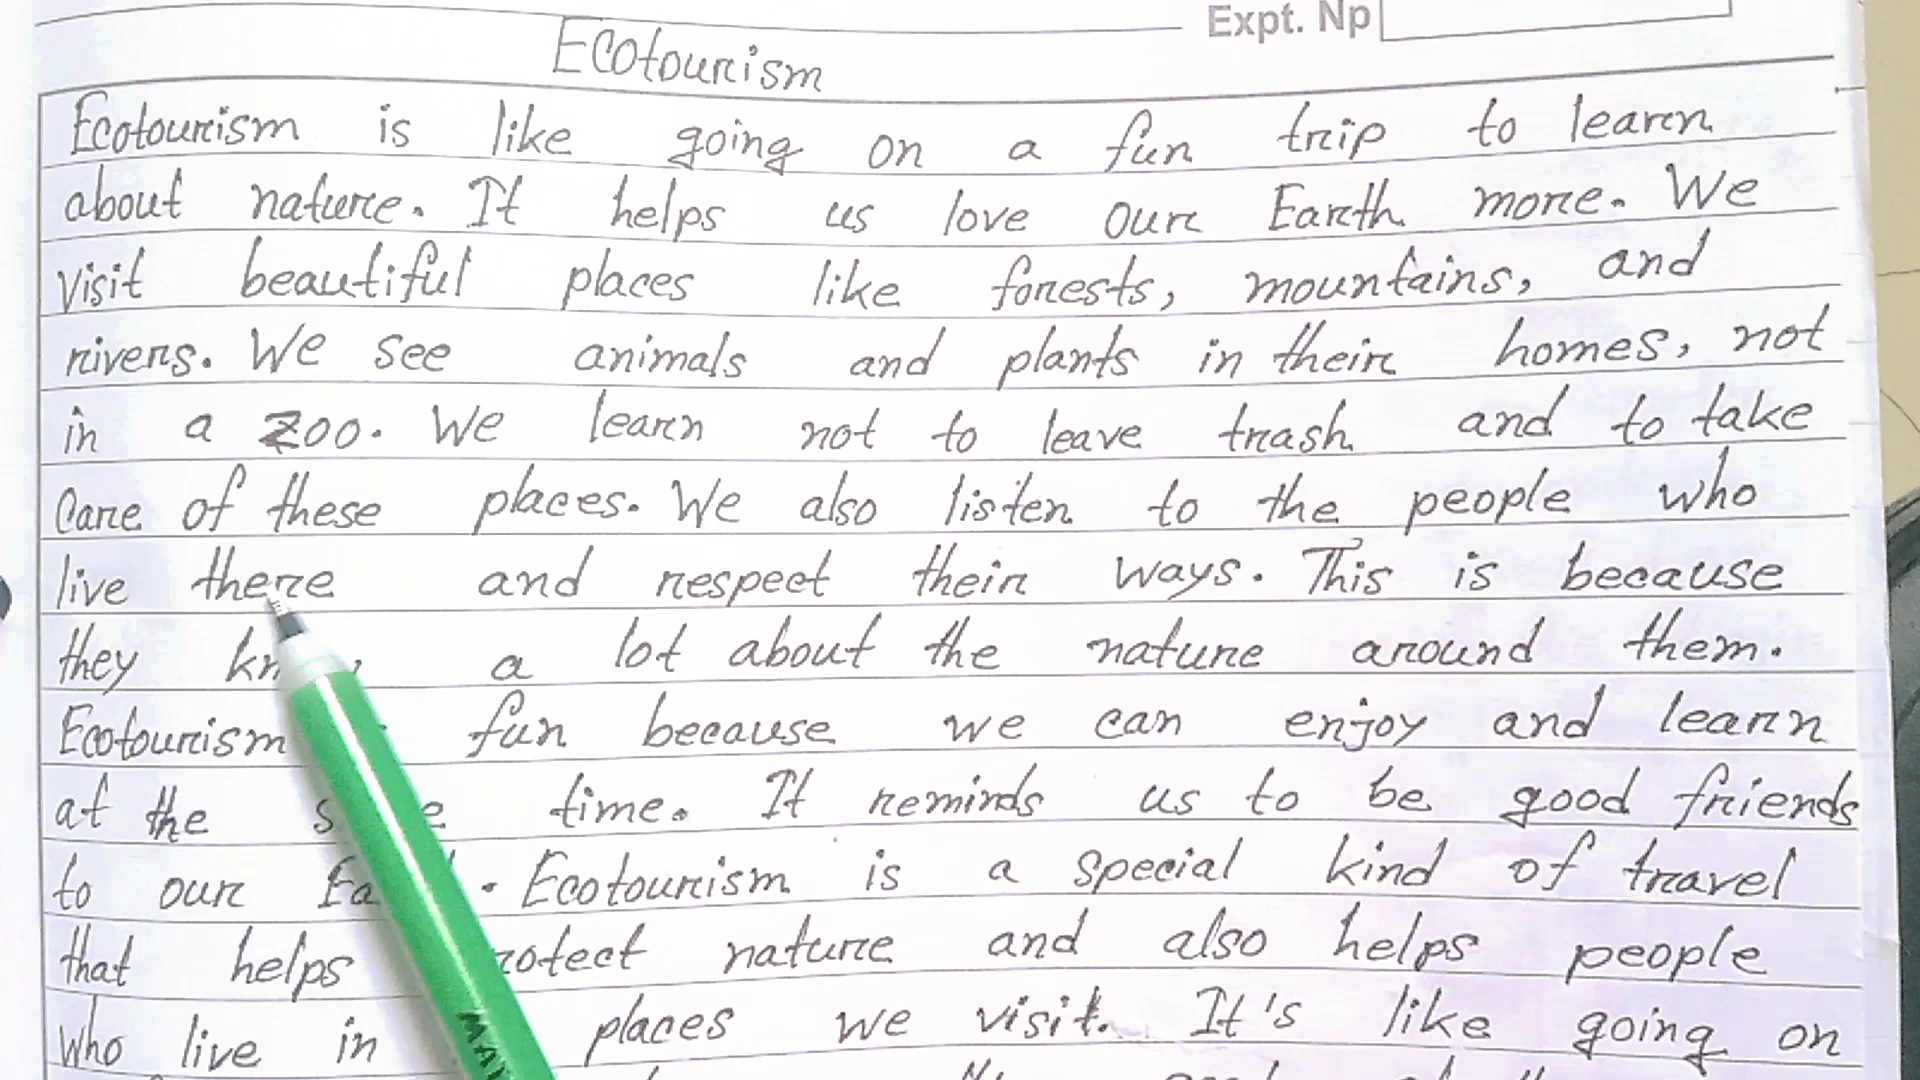 Expt. No
Ecotourism
Ecotourism is like going on a fun trip to learn
about nature. It helps us love our Earth more. We
visit beautiful places like forests, mountains, and
rivers. We see animals and plants in their homes, not
in a zoo. We learn not to leave trash and to take
care of these places. We also listen to the people who
live there and respect their ways. This is because
they a lot about the nature around them.
Ecotourism fun because we can enjoy and learn
at the time. It reminds us to be good friends
to our . Ecotourism is a special kind of travel
that helps nature and also helps people
who live in places we visit. It's like going on